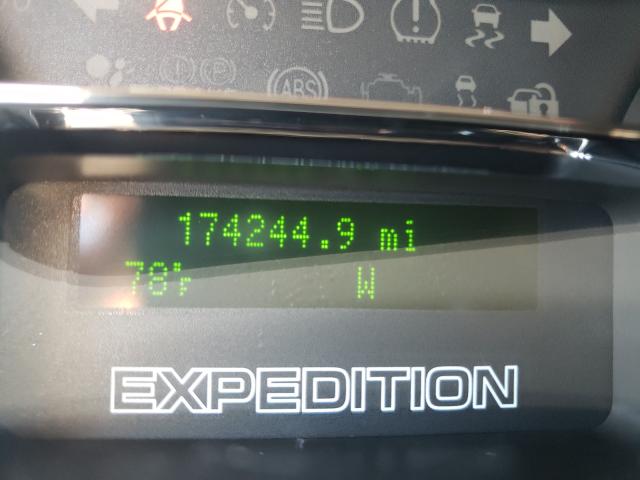 ABS
174244.9 mi
78°F W
EXPEDITION